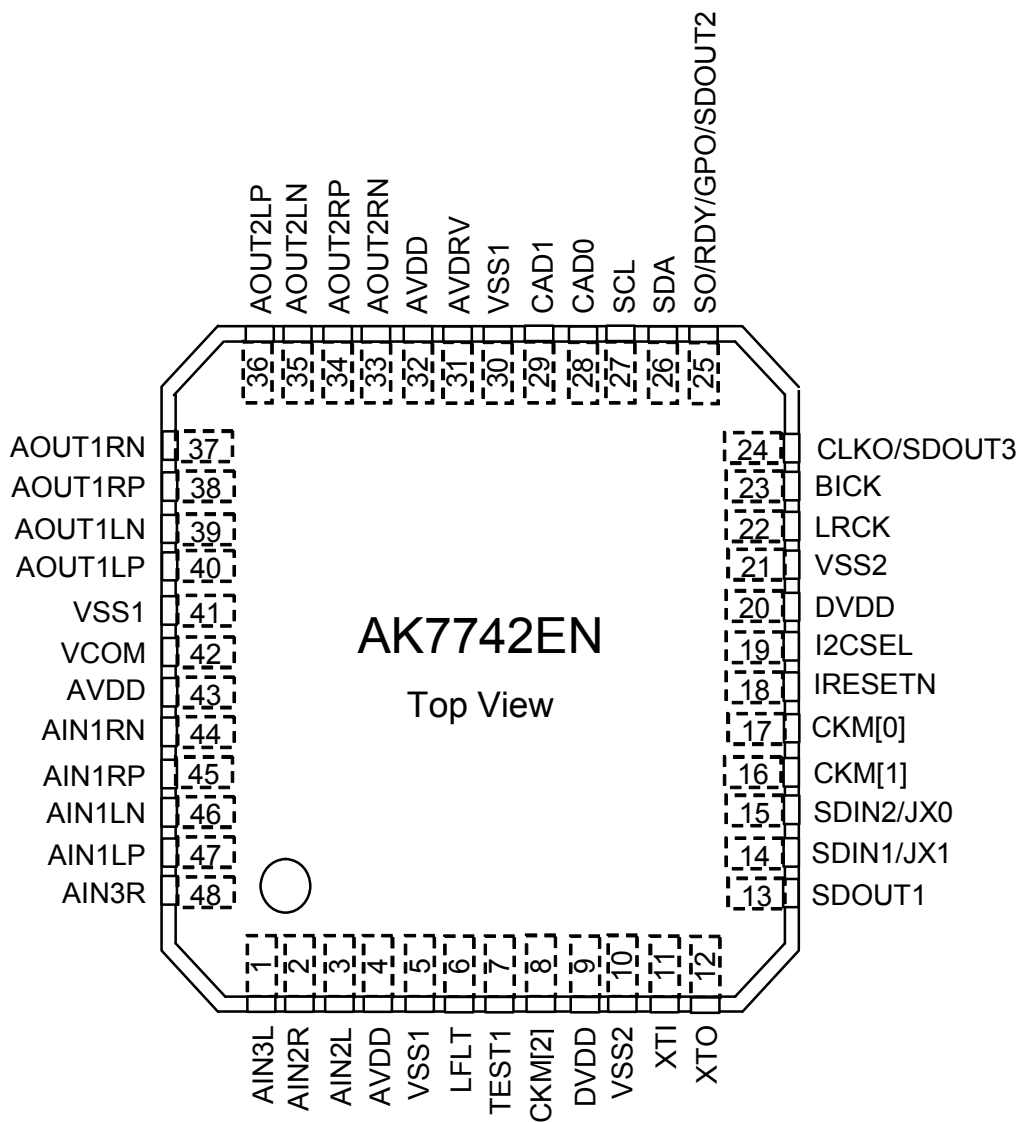 AOUT2LP
AOUT2LN
AOUT2RP
AOUT2RN
AVDD
AVDRV
VSS1
CAD1
CAD0
SCL
SDA
SO/RDY/GPO/SDOUT2
36
35
34
33
32
31
30
29
28
27
26
25
AOUT1RN 37
AOUT1RP 38
AOUT1LN 39
AOUT1LP 40
VSS1 41
VCOM 42
AVDD 43
AIN1RN 44
AIN1RP 45
AIN1LN 46
AIN1LP 47
AIN3R 48
AK7742EN
Top View
24 CLKO/SDOUT3
23 BICK
22 LRCK
21 VSS2
20 DVDD
19 I2CSEL
18 IRESETN
17 CKM[0]
16 CKM[1]
15 SDIN2/JX0
14 SDIN1/JX1
13 SDOUT1
1
2
3
4
5
6
7
8
9
10
11
12
AIN3L
AIN2R
AIN2L
AVDD
VSS1
LFLT
TEST1
CKM[2]
DVDD
VSS2
XTI
XTO